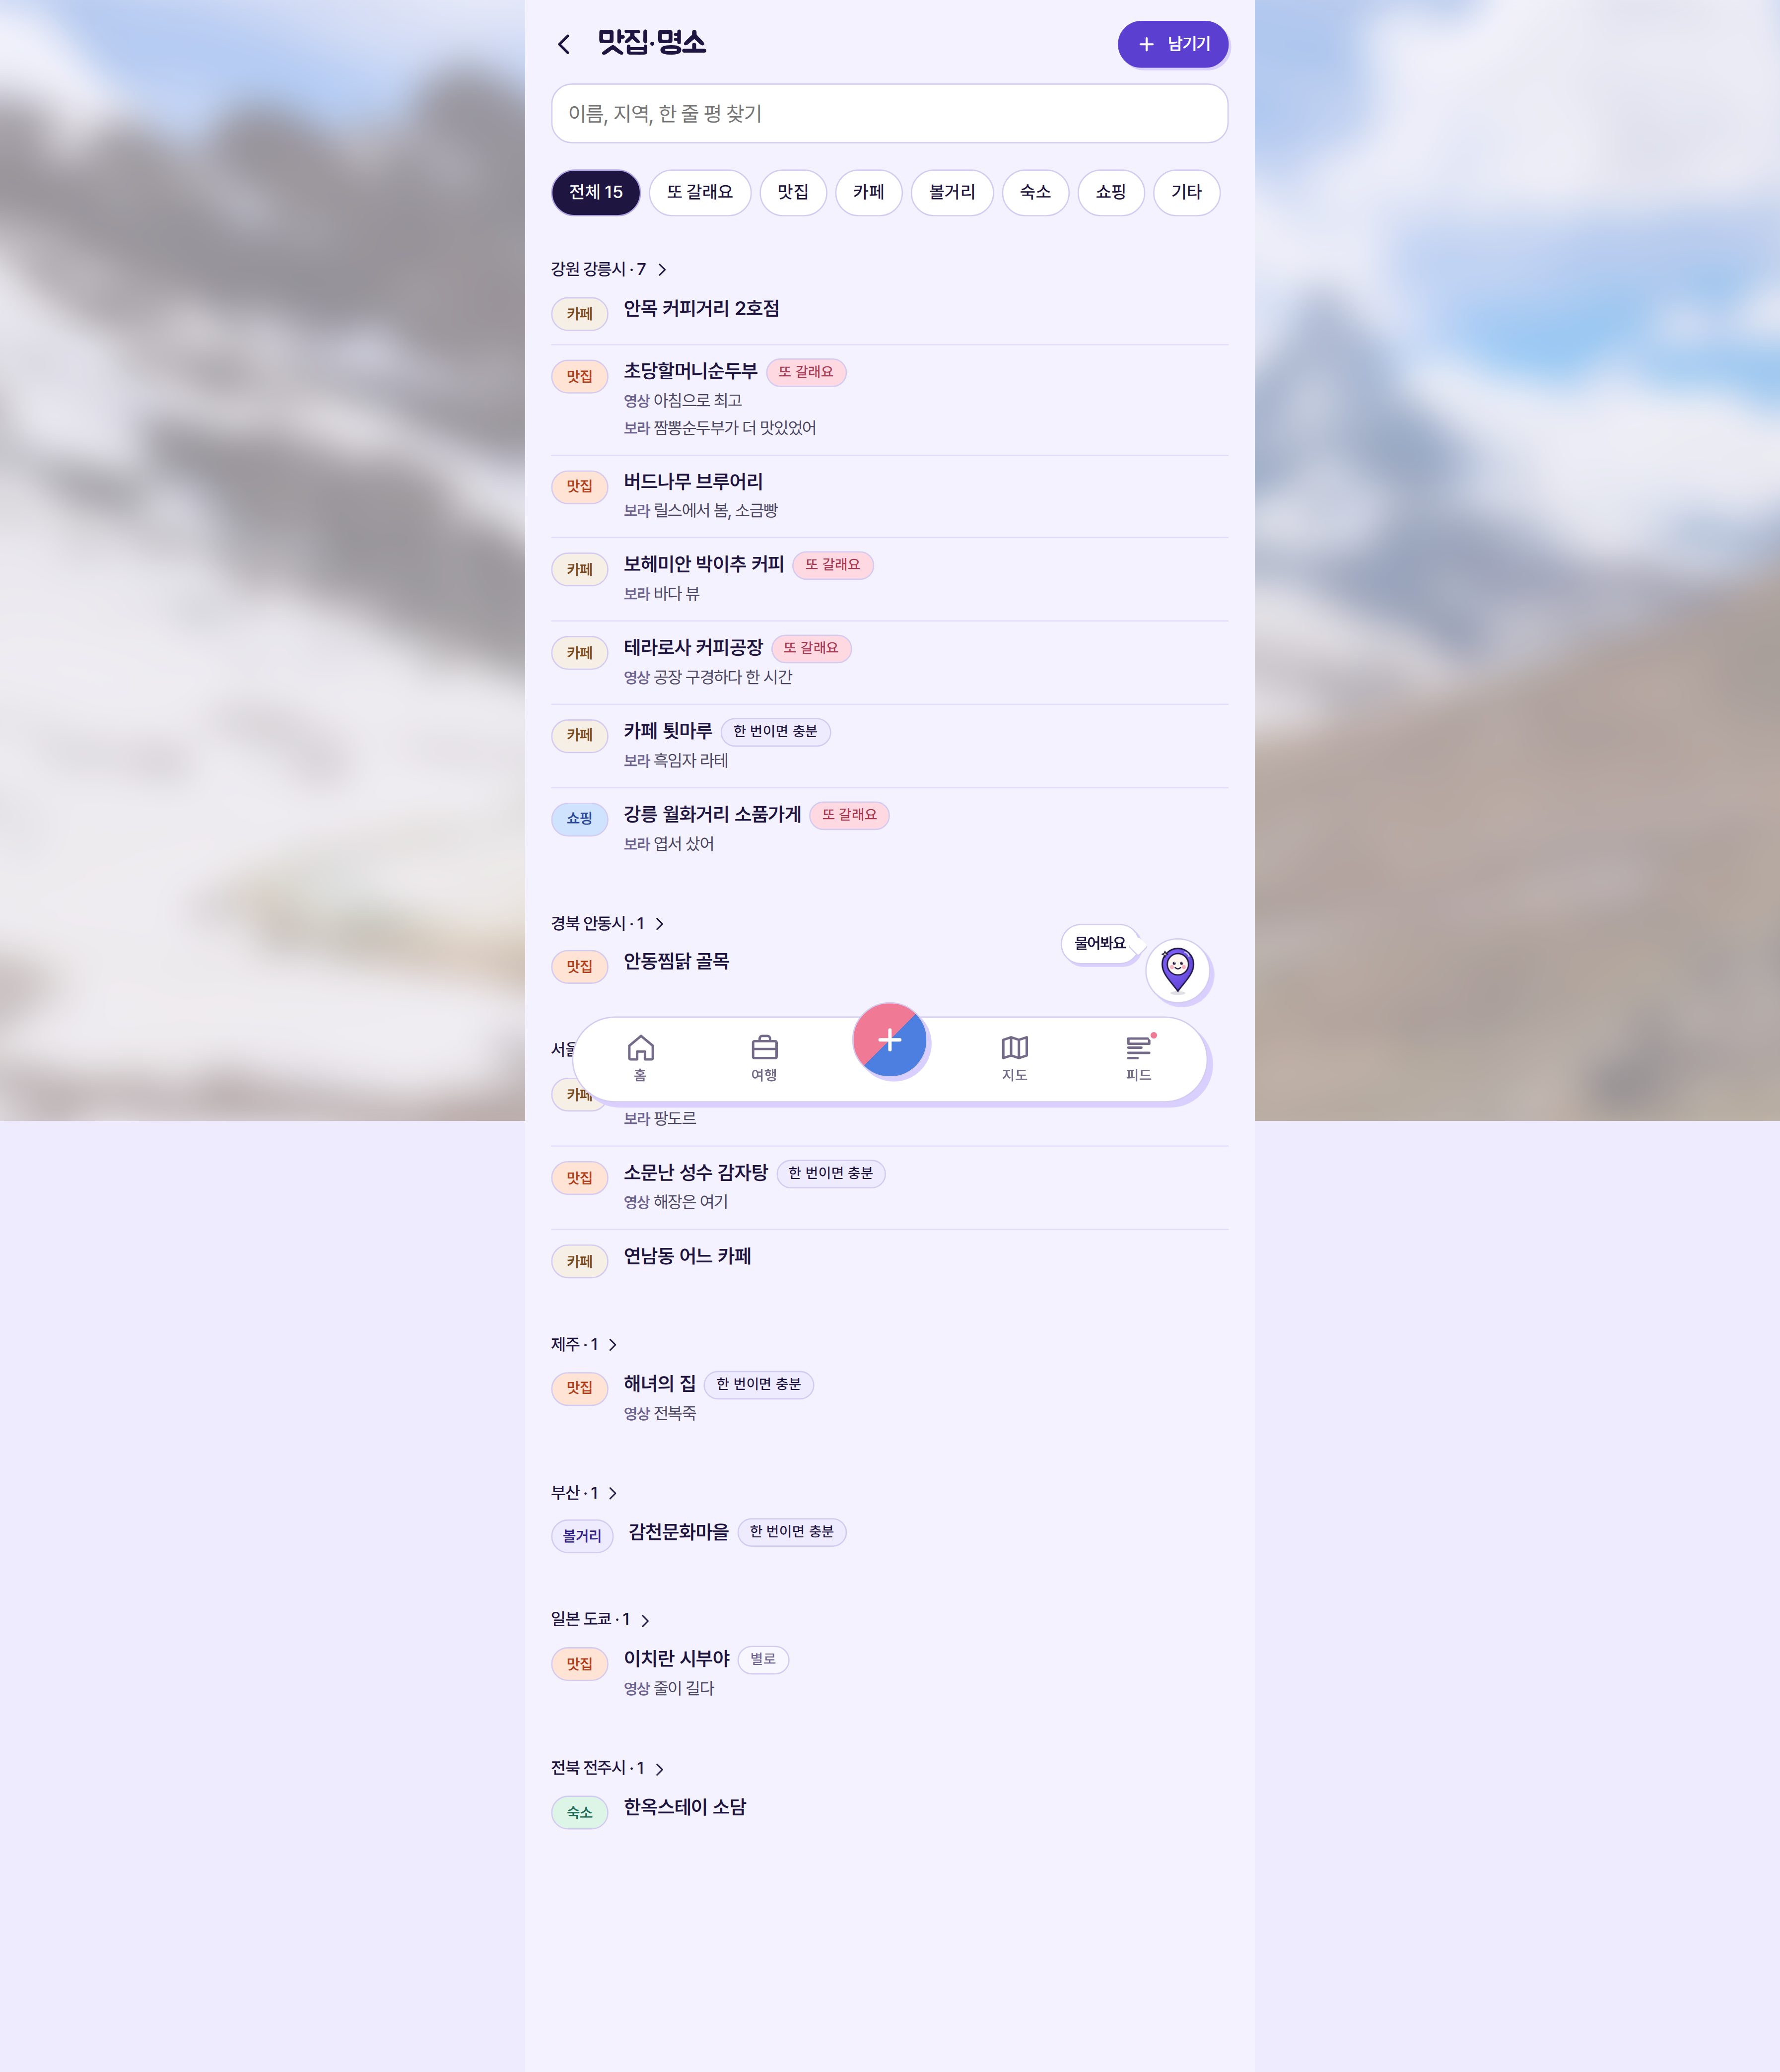 맛집·명소
남기기
이름, 지역, 한 줄 평 찾기
전체 15 또 갈래요 맛집 카페 볼거리 숙소 쇼핑 기타
강원 강릉시 · 7
카페 안목 커피거리 2호점
맛집 초당할머니순두부 또 갈래요
영상 아침으로 최고
보라 짬뽕순두부가 더 맛있었어
맛집 버드나무 브루어리
보라 릴스에서 봄, 소금빵
카페 보헤미안 박이추 커피 또 갈래요
보라 바다 뷰
카페 테라로사 커피공장 또 갈래요
영상 공장 구경하다 한 시간
카페 카페 툇마루 한 번이면 충분
보라 흑임자 라테
쇼핑 강릉 월화거리 소품가게 또 갈래요
보라 엽서 샀어
경북 안동시 · 1
물어봐요
맛집 안동찜닭 골목
홈 여행 지도 피드
카페
보라 팡도르
맛집 소문난 성수 감자탕 한 번이면 충분
영상 해장은 여기
카페 연남동 어느 카페
제주 · 1
맛집 해녀의 집 한 번이면 충분
영상 전복죽
부산 · 1
볼거리 감천문화마을 한 번이면 충분
일본 도쿄 · 1
맛집 이치란 시부야 별로
영상 줄이 길다
전북 전주시 · 1
숙소 한옥스테이 소담